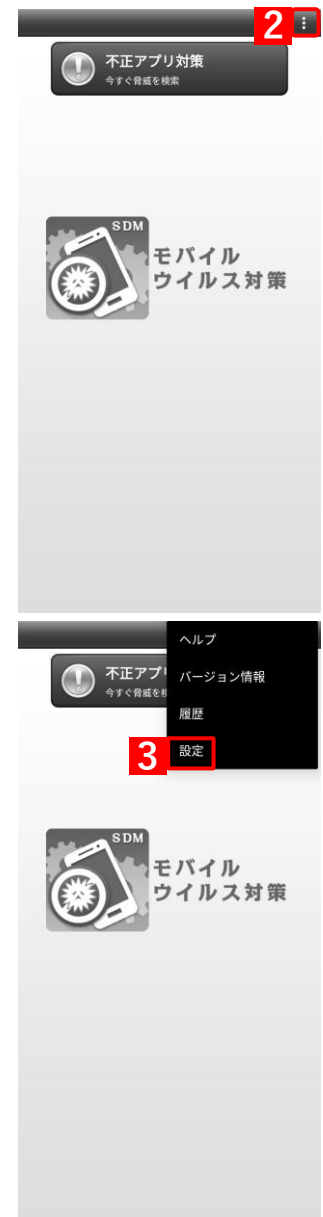 2
不正アプリ対策
今すぐ脅威を検索
SDM
モバイル
ウイルス対策
ヘルプ
バージョン情報
履歴
設定
3
不正アプ
今すぐ脅威を
SDM
モバイル
ウイルス対策